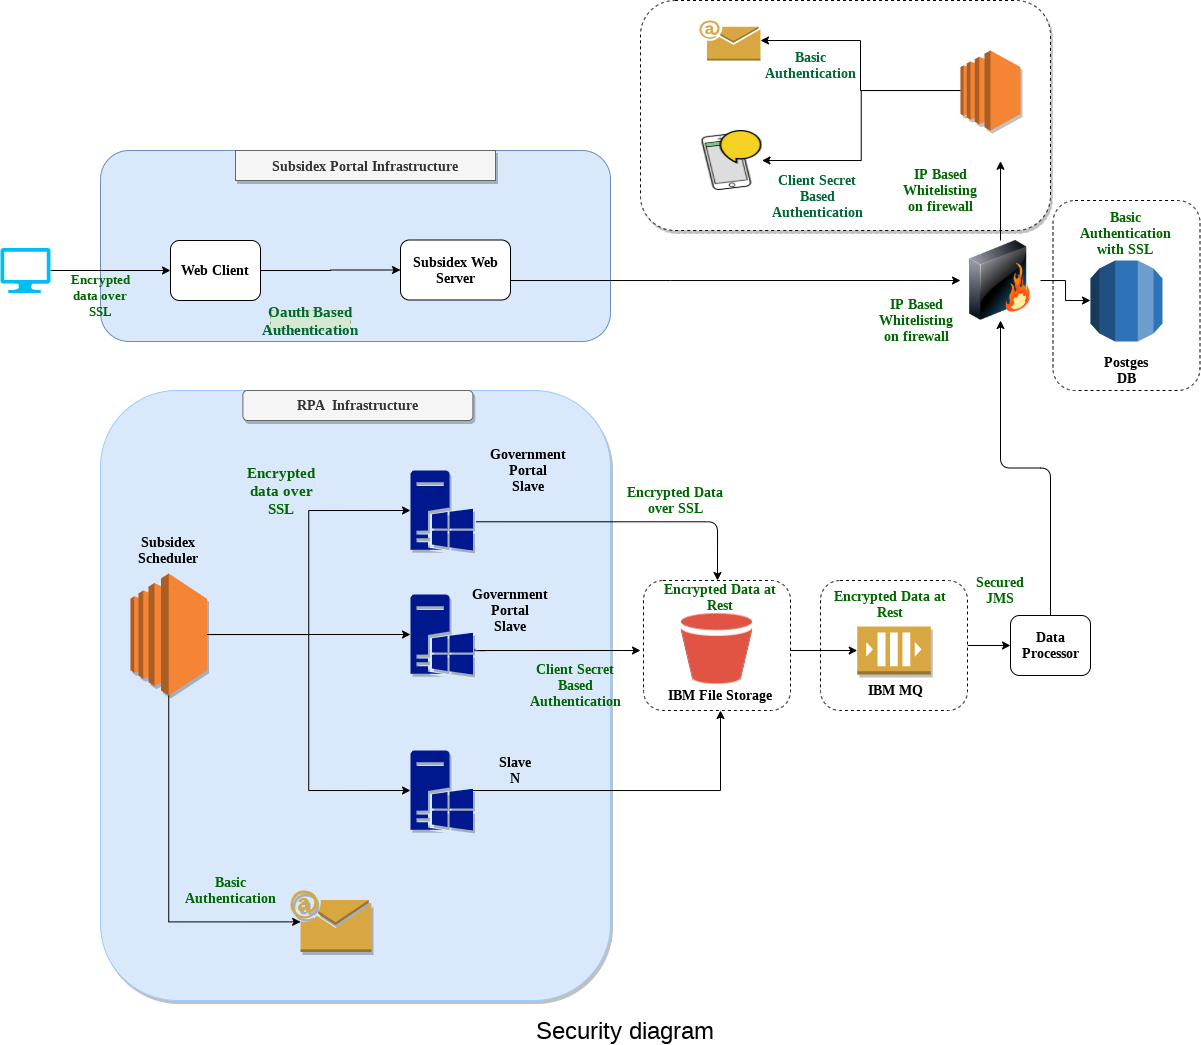 Basic
Authentication
Client Secret
Based
Authentication
IP Based
Whitelisting
on firewall
Subsidex Portal Infrastructure
Encrypted
data over
SSL
Web Client
Oauth Based
Authentication
Subsidex Web
Server
IP Based
Whitelisting
on firewall
Basic
Authentication
with SSL
Postges
DB
RPA  Infrastructure
Encrypted
data over
SSL
Government
Portal
Slave
Encrypted Data
over SSL
Subsidex
Scheduler
Government
Portal
Slave
Client Secret
Based
Authentication
Encrypted Data at
Rest
IBM File Storage
Encrypted Data at
Rest
IBM MQ
Secured
JMS
Data
Processor
Slave
N
Basic
Authentication
@
@
Security diagram